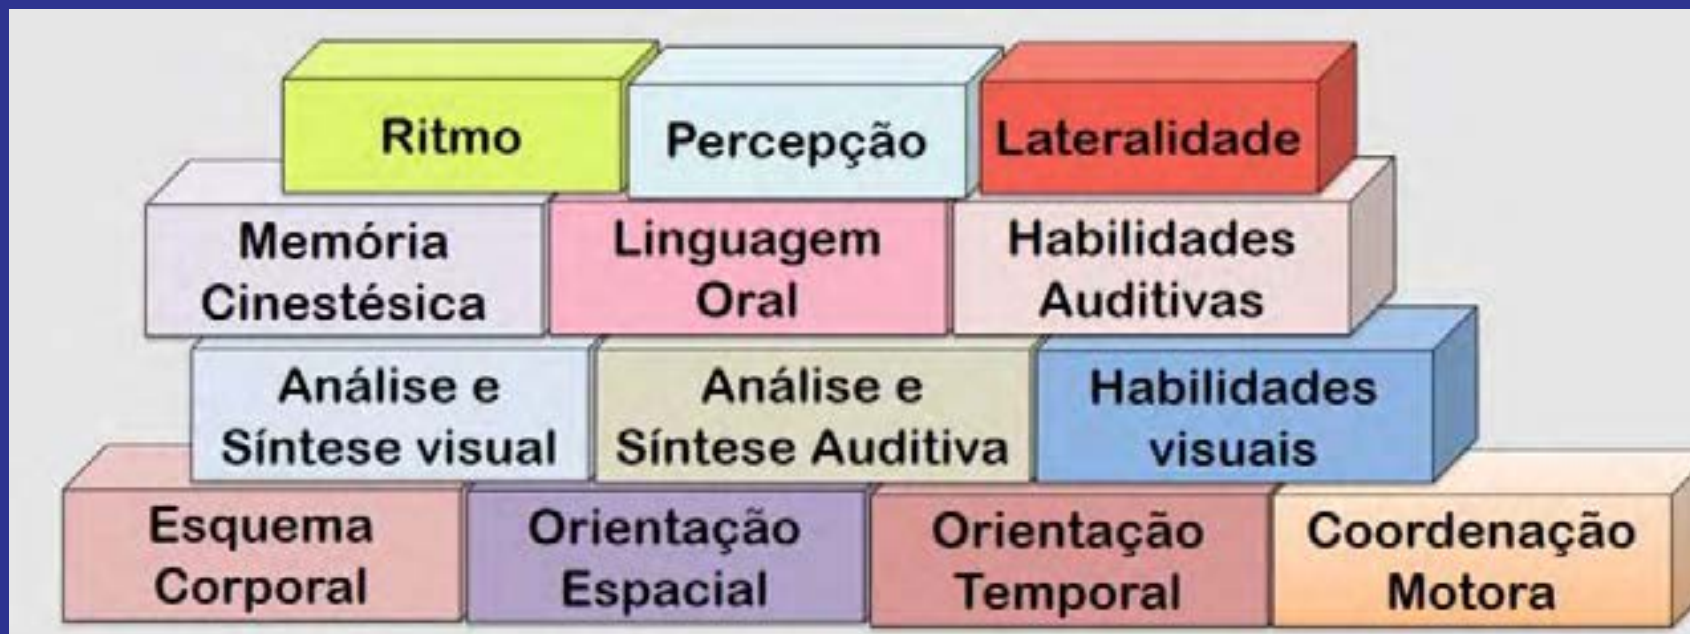 Ritmo
Percepção
Lateralidade
Memória
Cinestésica
Linguagem
Oral
Habilidades
Auditivas
Análise e
Síntese visual
Análise e
Síntese Auditiva
Habilidades
visuais
Esquema
Corporal
Orientação
Espacial
Orientação
Temporal
Coordenação
Motora